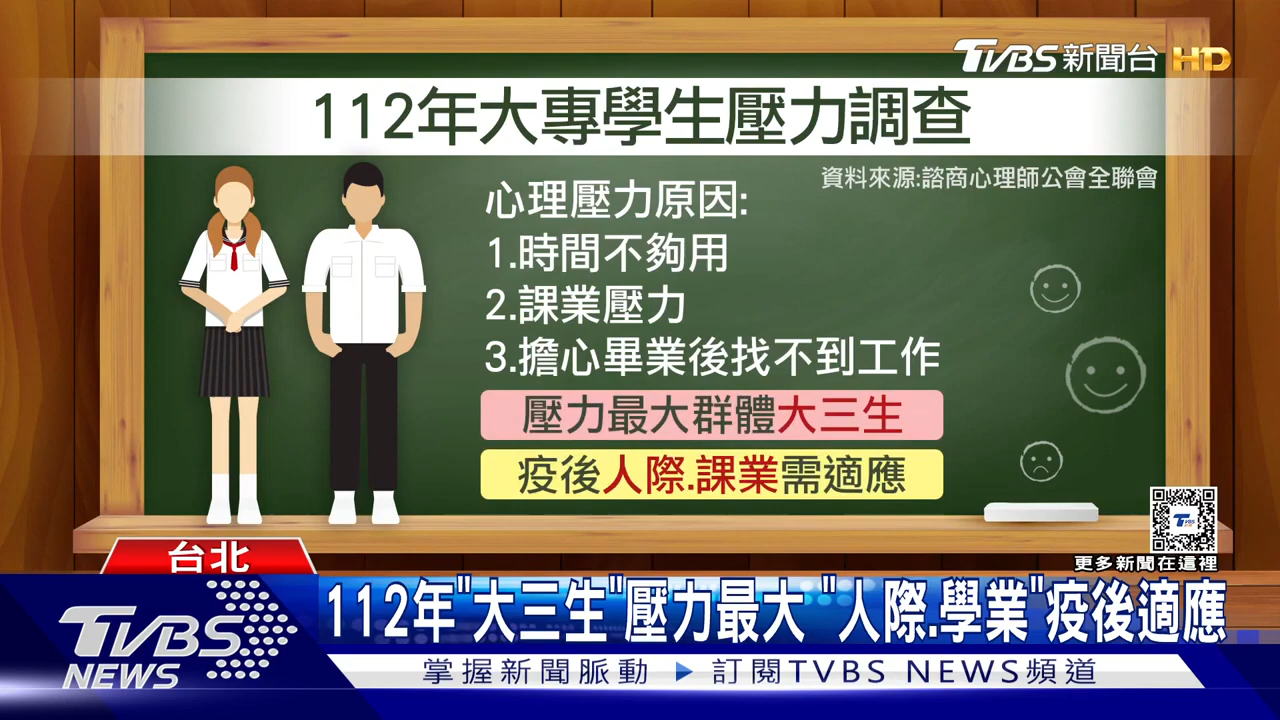 TVBS新聞台 HD
112年大專學生壓力調查
資料來源:諮商心理師公會全聯會
心理壓力原因:
1.時間不夠用
2.課業壓力
3.擔心畢業後找不到工作
壓力最大群體大三生
疫後人際.課業需適應
TVBS
更多新聞在這裡
台北
112年"大三生"壓力最大 "人際.學業"疫後適應
TVBS NEWS
掌握新聞脈動 ▶ 訂閱TVBS NEWS頻道